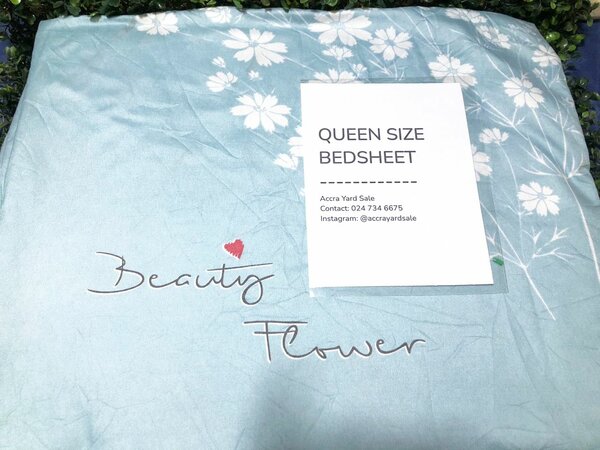 QUEEN SIZE
BEDSHEET
------------
Accra Yard Sale
Contact: 024 734 6675
Instagram: @accrayardsale
Beauty
Flower